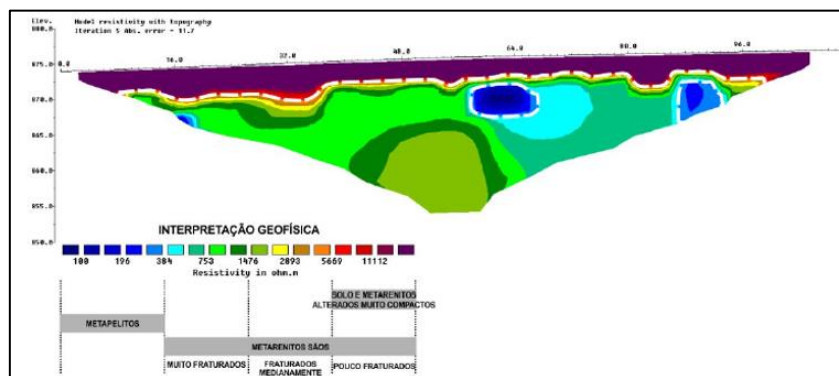 Elev. Model resistivity with topography
Iteration 5 Abs. error = 11.7
880.0
0.0 16.0 32.0 48.0 64.0 80.0 96.0
875.0
870.0
865.0
860.0
855.0
850.0
INTERPRETAÇÃO GEOFÍSICA
100 196 384 753 1476 2893 5669 11112
Resistivity in ohm.m
SOLO E METARENITOS
ALTERADOS MUITO COMPACTOS
METAPELITOS
METARENITOS SÃOS
MUITO FRATURADOS FRATURADOS MEDIANAMENTE POUCO FRATURADOS